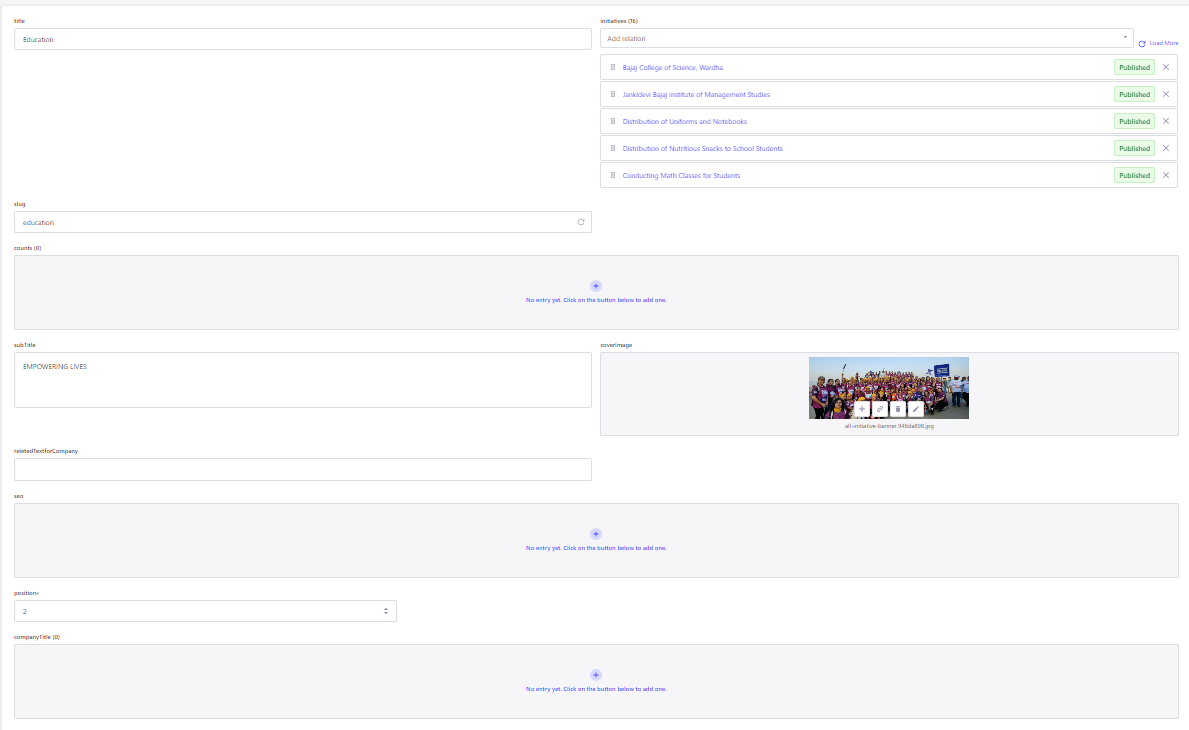 title
Education
initiatives (16)
Add relation
Load More
Bajaj College of Science, Wardha
Published
Jankidevi Bajaj Institute of Management Studies
Published
Distribution of Uniforms and Notebooks
Published
Distribution of Nutritious Snacks to School Students
Published
Conducting Math Classes for Students
Published
slug
education
counts (0)
No entry yet. Click on the button below to add one.
subTitle
EMPOWERING LIVES
coverImage
all-initiative-banner.948da898.jpg
reletedTextforCompany
seo
No entry yet. Click on the button below to add one.
position*
2
companyTitle (0)
No entry yet. Click on the button below to add one.